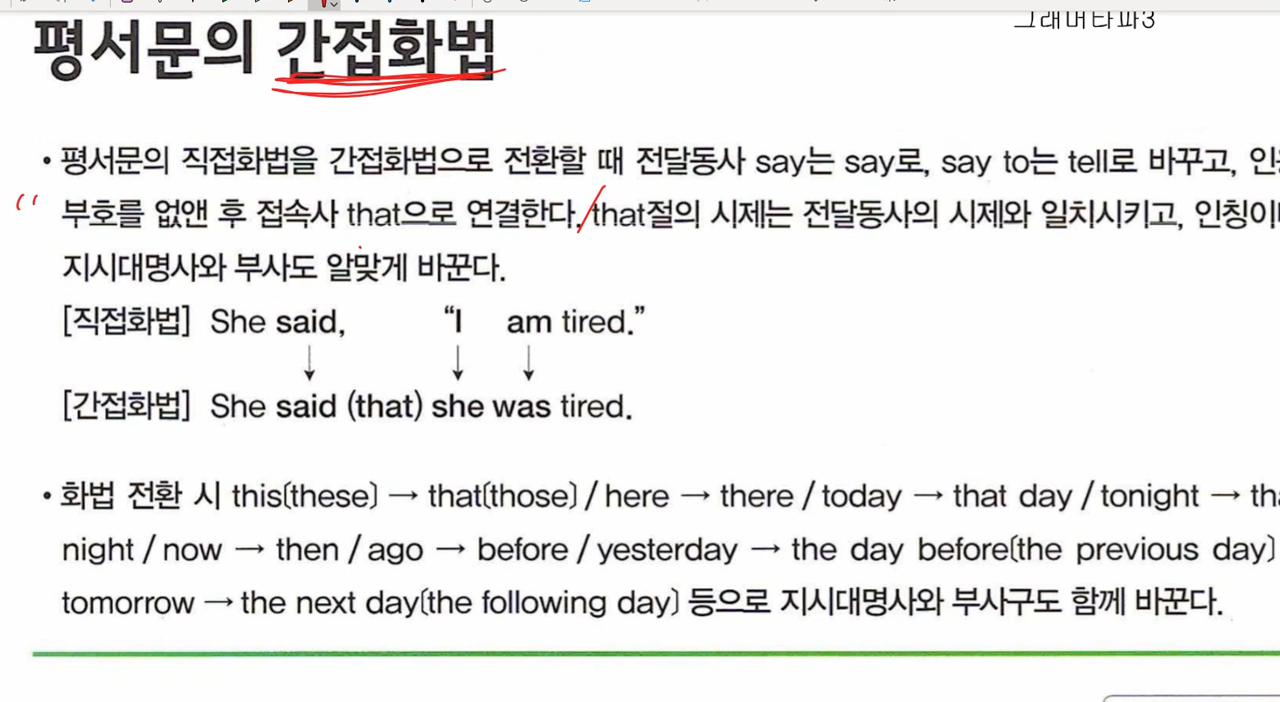 그래머타파3
평서문의 간접화법
• 평서문의 직접화법을 간접화법으로 전환할 때 전달동사 say는 say로, say to는 tell로 바꾸고,
부호를 없앤 후 접속사 that으로 연결한다, that절의 시제는 전달동사의 시제와 일치시키고,
지시대명사와 부사도 알맞게 바꾼다.
[직접화법] She said, “I am tired.”
↓ ↓ ↓
[간접화법] She said (that) she was tired.
• 화법 전환 시 this(these) → that(those) / here → there / today → that day / tonight →
night / now → then / ago → before / yesterday → the day before(the previous day)
tomorrow → the next day(the following day) 등으로 지시대명사와 부사구도 함께 바꾼다.